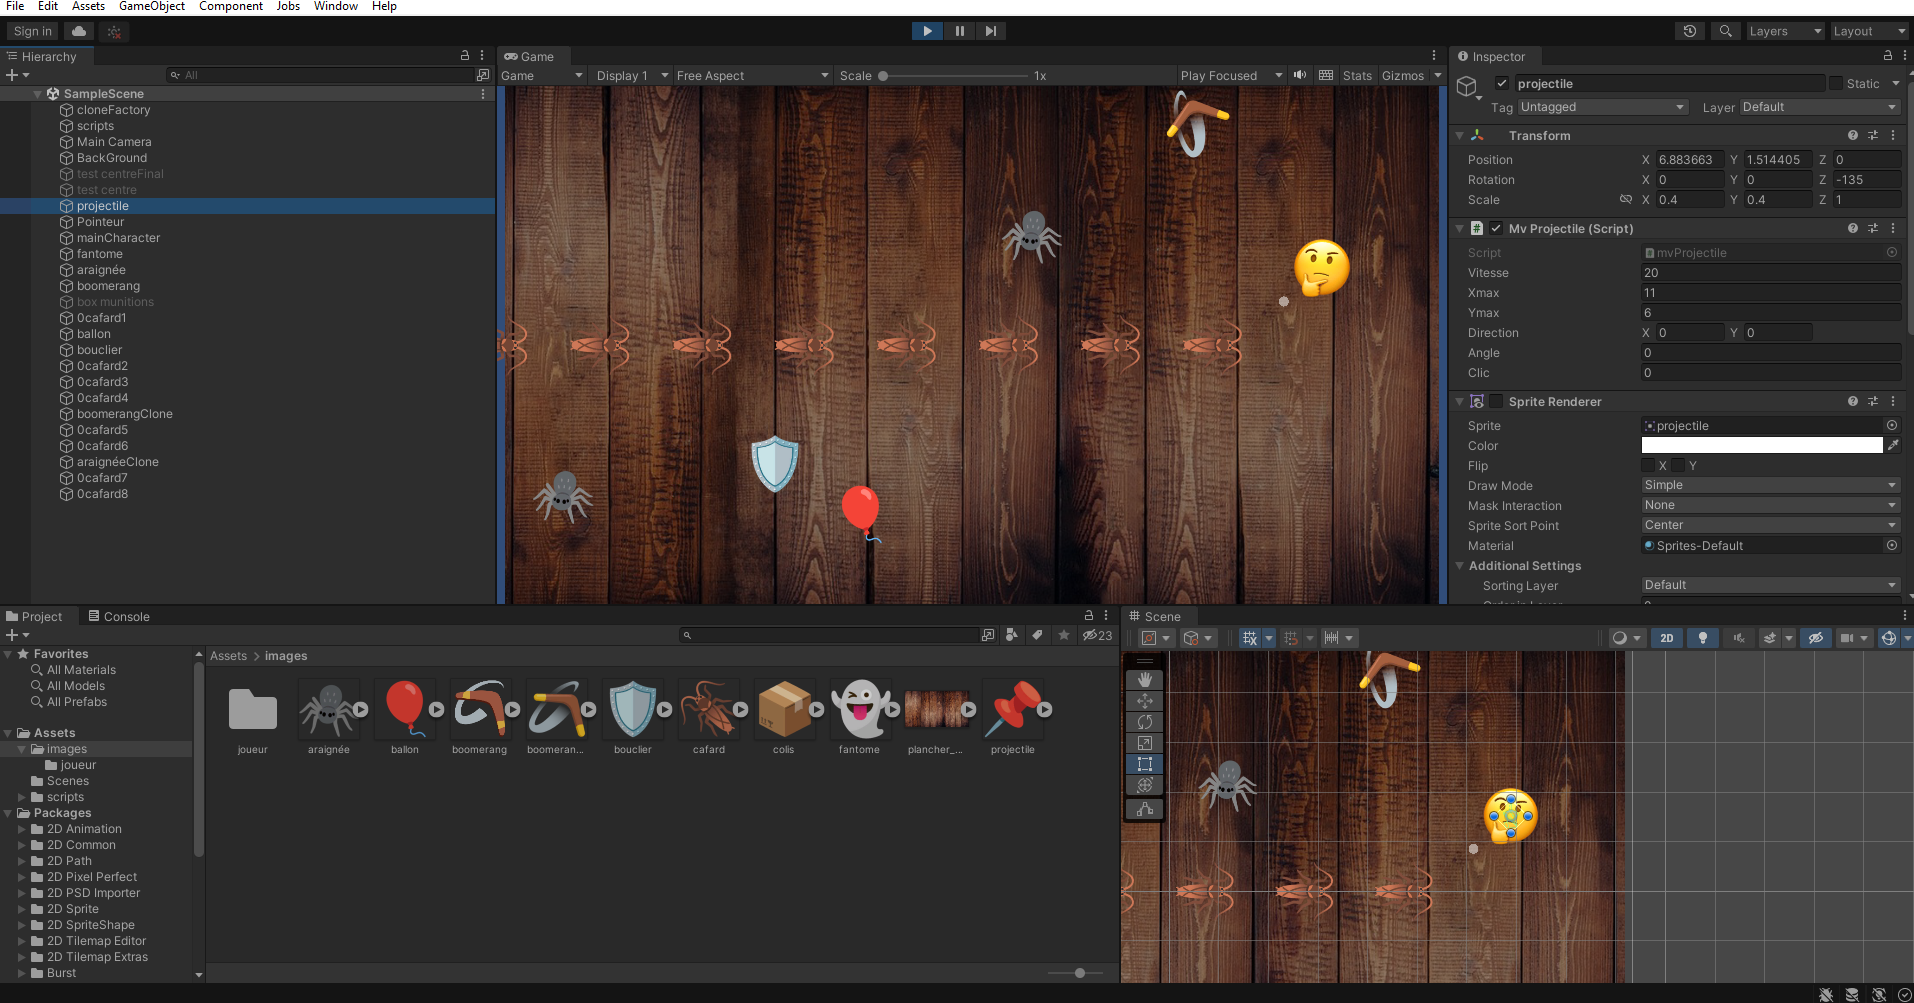 File Edit Assets GameObject Component Jobs Window Help
Sign in
Layers
Layout
Hierarchy
All
SampleScene
cloneFactory
scripts
Main Camera
BackGround
test centreFinal
test centre
projectile
Pointeur
mainCharacter
fantome
araignée
boomerang
box munitions
0cafard1
ballon
bouclier
0cafard2
0cafard3
0cafard4
boomerangClone
0cafard5
0cafard6
araignéeClone
0cafard7
0cafard8
Game
Game Display 1 Free Aspect Scale 1x Play Focused Stats Gizmos
Inspector
projectile Static
Tag Untagged Layer Default
Transform
Position X 6.883663 Y 1.514405 Z 0
Rotation X 0 Y 0 Z -135
Scale X 0.4 Y 0.4 Z 1
Mv Projectile (Script)
Script mvProjectile
Vitesse 20
Xmax 11
Ymax 6
Direction X 0 Y 0
Angle 0
Clic 0
Sprite Renderer
Sprite projectile
Color
Flip X Y
Draw Mode Simple
Mask Interaction None
Sprite Sort Point Center
Material Sprites-Default
Additional Settings
Sorting Layer Default
Project Console
23
Favorites
All Materials
All Models
All Prefabs
Assets
images
joueur
Scenes
scripts
Packages
2D Animation
2D Common
2D Path
2D Pixel Perfect
2D PSD Importer
2D Sprite
2D SpriteShape
2D Tilemap Editor
2D Tilemap Extras
Burst
Assets > images
joueur araignée ballon boomerang boomeran... bouclier cafard colis fantome plancher_... projectile
Scene
2D